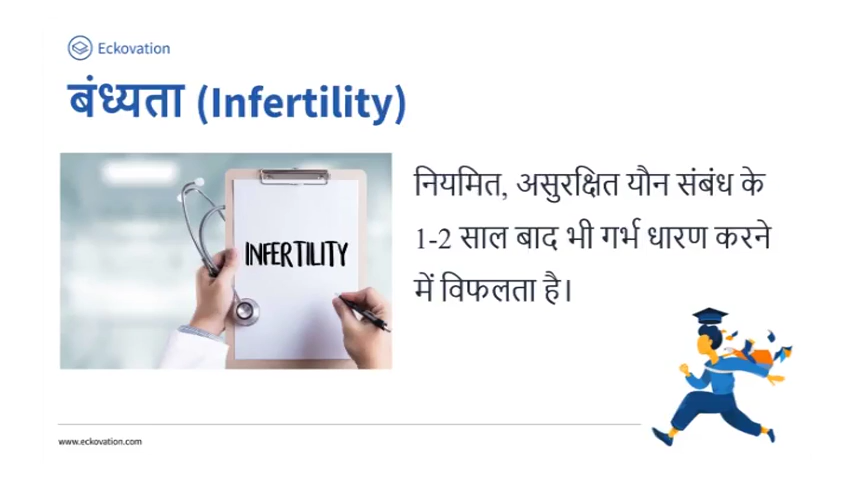 Eckovation
बंध्यता (Infertility)
INFERTILITY
नियमित, असुरक्षित यौन संबंध के
1-2 साल बाद भी गर्भ धारण करने
में विफलता है।
www.eckovation.com